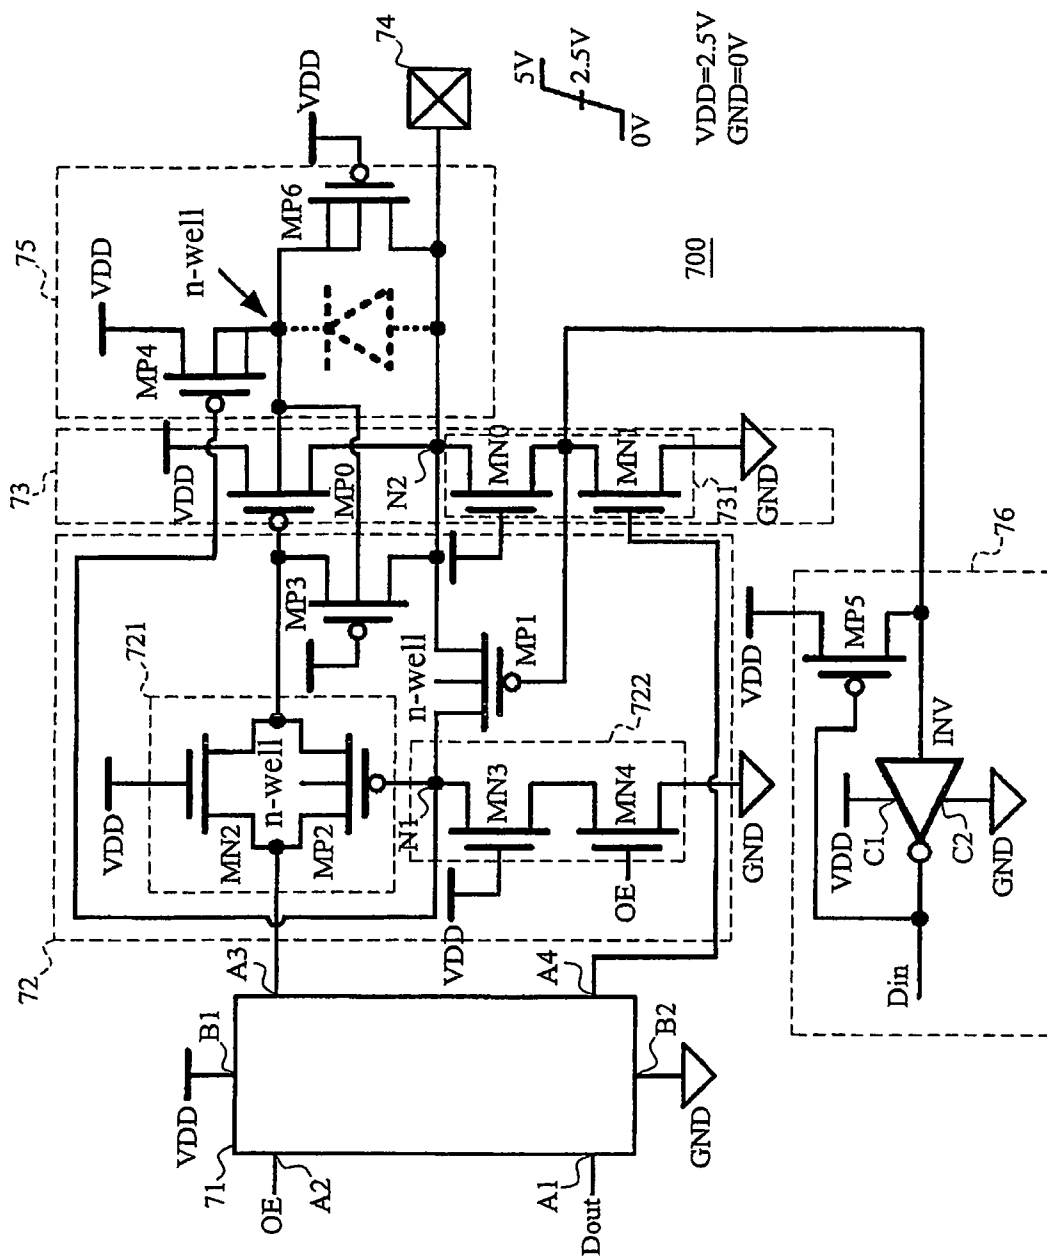 VDD
71
B1
OE
A2
A3
Dout
A1
A4
B2
GND
72
721
VDD
MN2
n-well
MP2
N1
VDD
MN3
OE
MN4
722
GND
MP3
n-well
MP1
73
VDD
MP0
N2
MN0
MN1
731
GND
75
VDD
MP4
n-well
MP6
VDD
74
5V
2.5V
0V
VDD=2.5V
GND=0V
700
76
VDD
MP5
INV
VDD
C1
C2
GND
Din